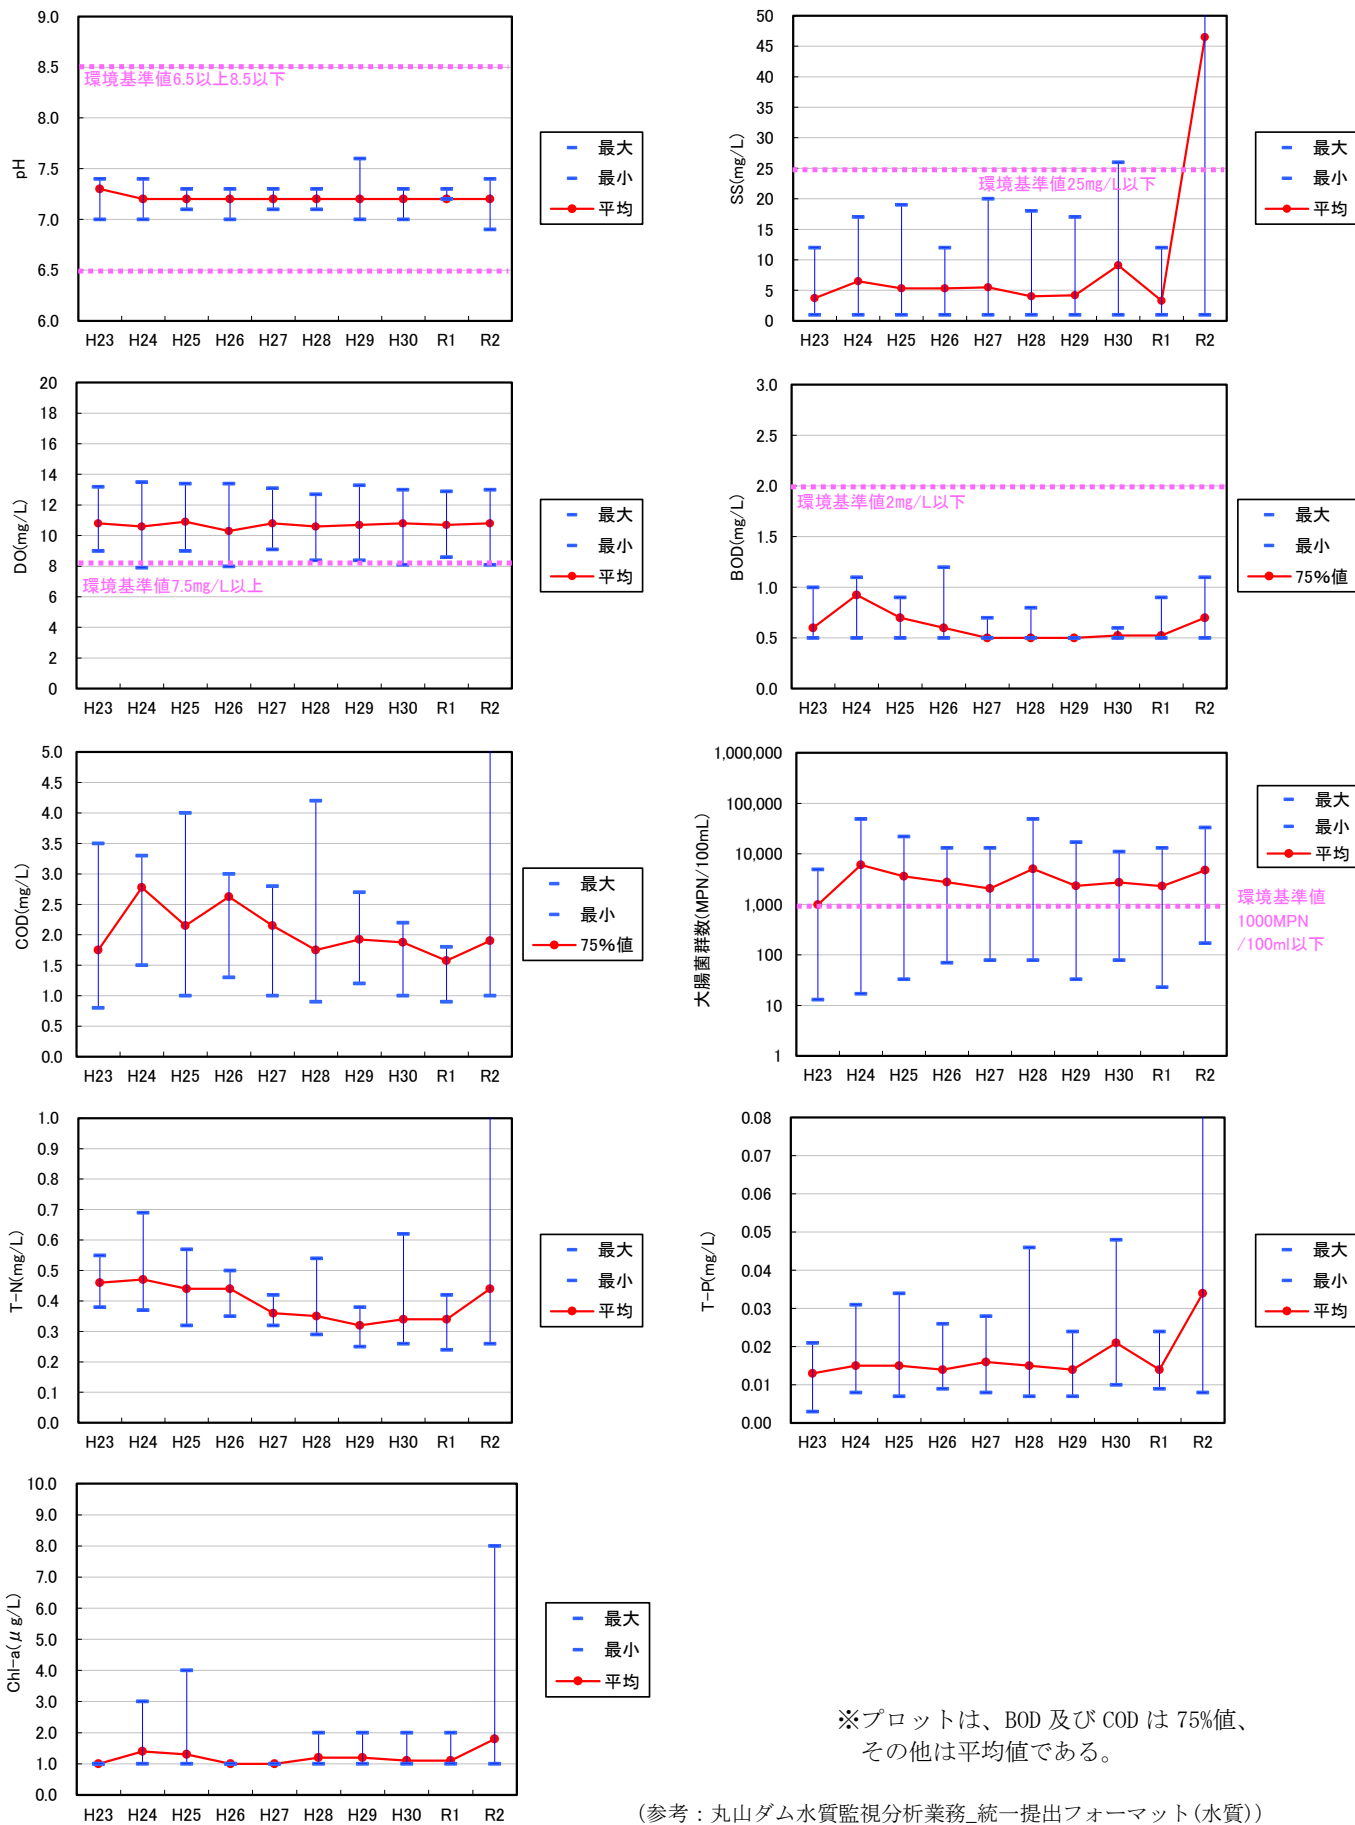 9.0
8.5
8.0
7.5
7.0
6.5
6.0
pH
環境基準値6.5以上8.5以下
H23 H24 H25 H26 H27 H28 H29 H30 R1 R2
最大
最小
平均
50
45
40
35
30
25
20
15
10
5
0
SS(mg/L)
環境基準値25mg/L以下
H23 H24 H25 H26 H27 H28 H29 H30 R1 R2
最大
最小
平均
20
18
16
14
12
10
8
6
4
2
0
DO(mg/L)
環境基準値7.5mg/L以上
H23 H24 H25 H26 H27 H28 H29 H30 R1 R2
最大
最小
平均
3.0
2.5
2.0
1.5
1.0
0.5
0.0
BOD(mg/L)
環境基準値2mg/L以下
H23 H24 H25 H26 H27 H28 H29 H30 R1 R2
最大
最小
75%値
5.0
4.5
4.0
3.5
3.0
2.5
2.0
1.5
1.0
0.5
0.0
COD(mg/L)
H23 H24 H25 H26 H27 H28 H29 H30 R1 R2
最大
最小
75%値
1,000,000
100,000
10,000
1,000
100
10
1
大腸菌群数(MPN/100mL)
H23 H24 H25 H26 H27 H28 H29 H30 R1 R2
最大
最小
平均
環境基準値
1000MPN
/100ml以下
1.0
0.9
0.8
0.7
0.6
0.5
0.4
0.3
0.2
0.1
0.0
T-N(mg/L)
H23 H24 H25 H26 H27 H28 H29 H30 R1 R2
最大
最小
平均
0.08
0.07
0.06
0.05
0.04
0.03
0.02
0.01
0.00
T-P(mg/L)
H23 H24 H25 H26 H27 H28 H29 H30 R1 R2
最大
最小
平均
10.0
9.0
8.0
7.0
6.0
5.0
4.0
3.0
2.0
1.0
0.0
Chl-a(μg/L)
H23 H24 H25 H26 H27 H28 H29 H30 R1 R2
最大
最小
平均
※プロットは、BOD 及び COD は 75%値、
その他は平均値である。
(参考：丸山ダム水質監視分析業務_統一提出フォーマット(水質))